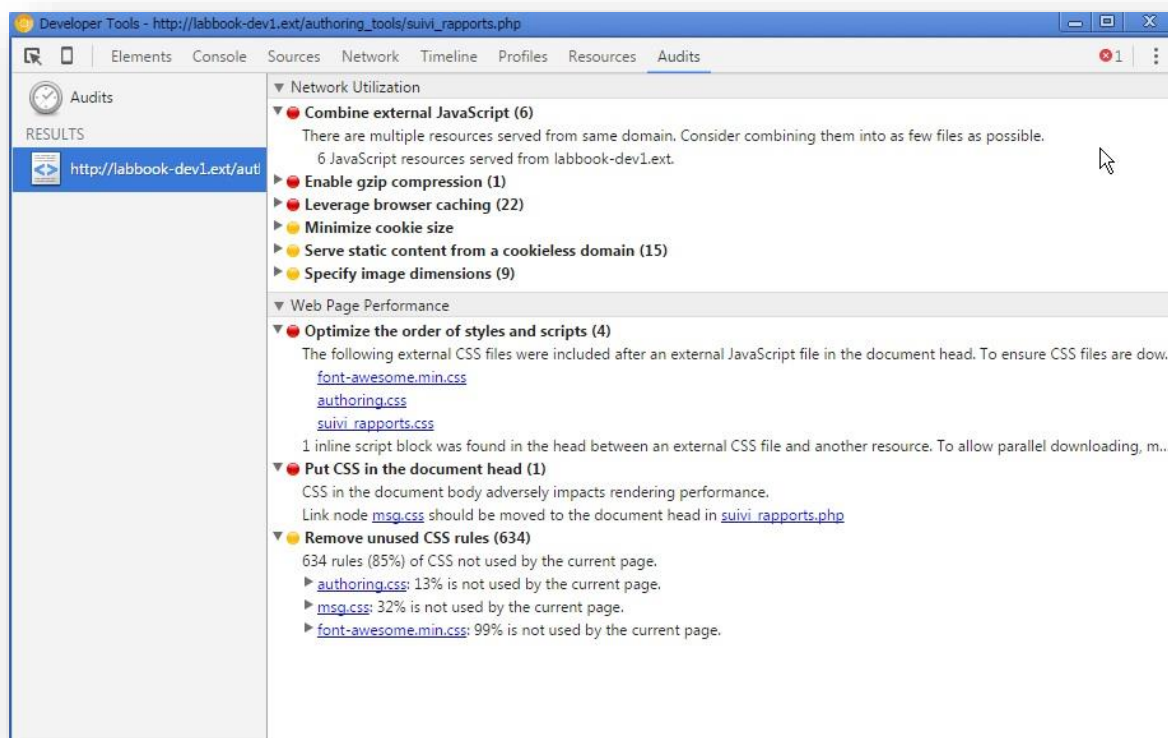 Developer Tools - http://labbook-dev1.ext/authoring_tools/suivi_rapports.php
Elements Console Sources Network Timeline Profiles Resources Audits 1
Audits
RESULTS
http://labbook-dev1.ext/aut
Network Utilization
Combine external JavaScript (6)
There are multiple resources served from same domain. Consider combining them into as few files as possible.
6 JavaScript resources served from labbook-dev1.ext.
Enable gzip compression (1)
Leverage browser caching (22)
Minimize cookie size
Serve static content from a cookieless domain (15)
Specify image dimensions (9)
Web Page Performance
Optimize the order of styles and scripts (4)
The following external CSS files were included after an external JavaScript file in the document head. To ensure CSS files are dow...
font-awesome.min.css
authoring.css
suivi_rapports.css
1 inline script block was found in the head between an external CSS file and another resource. To allow parallel downloading, m...
Put CSS in the document head (1)
CSS in the document body adversely impacts rendering performance.
Link node msg.css should be moved to the document head in suivi_rapports.php
Remove unused CSS rules (634)
634 rules (85%) of CSS not used by the current page.
authoring.css: 13% is not used by the current page.
msg.css: 32% is not used by the current page.
font-awesome.min.css: 99% is not used by the current page.